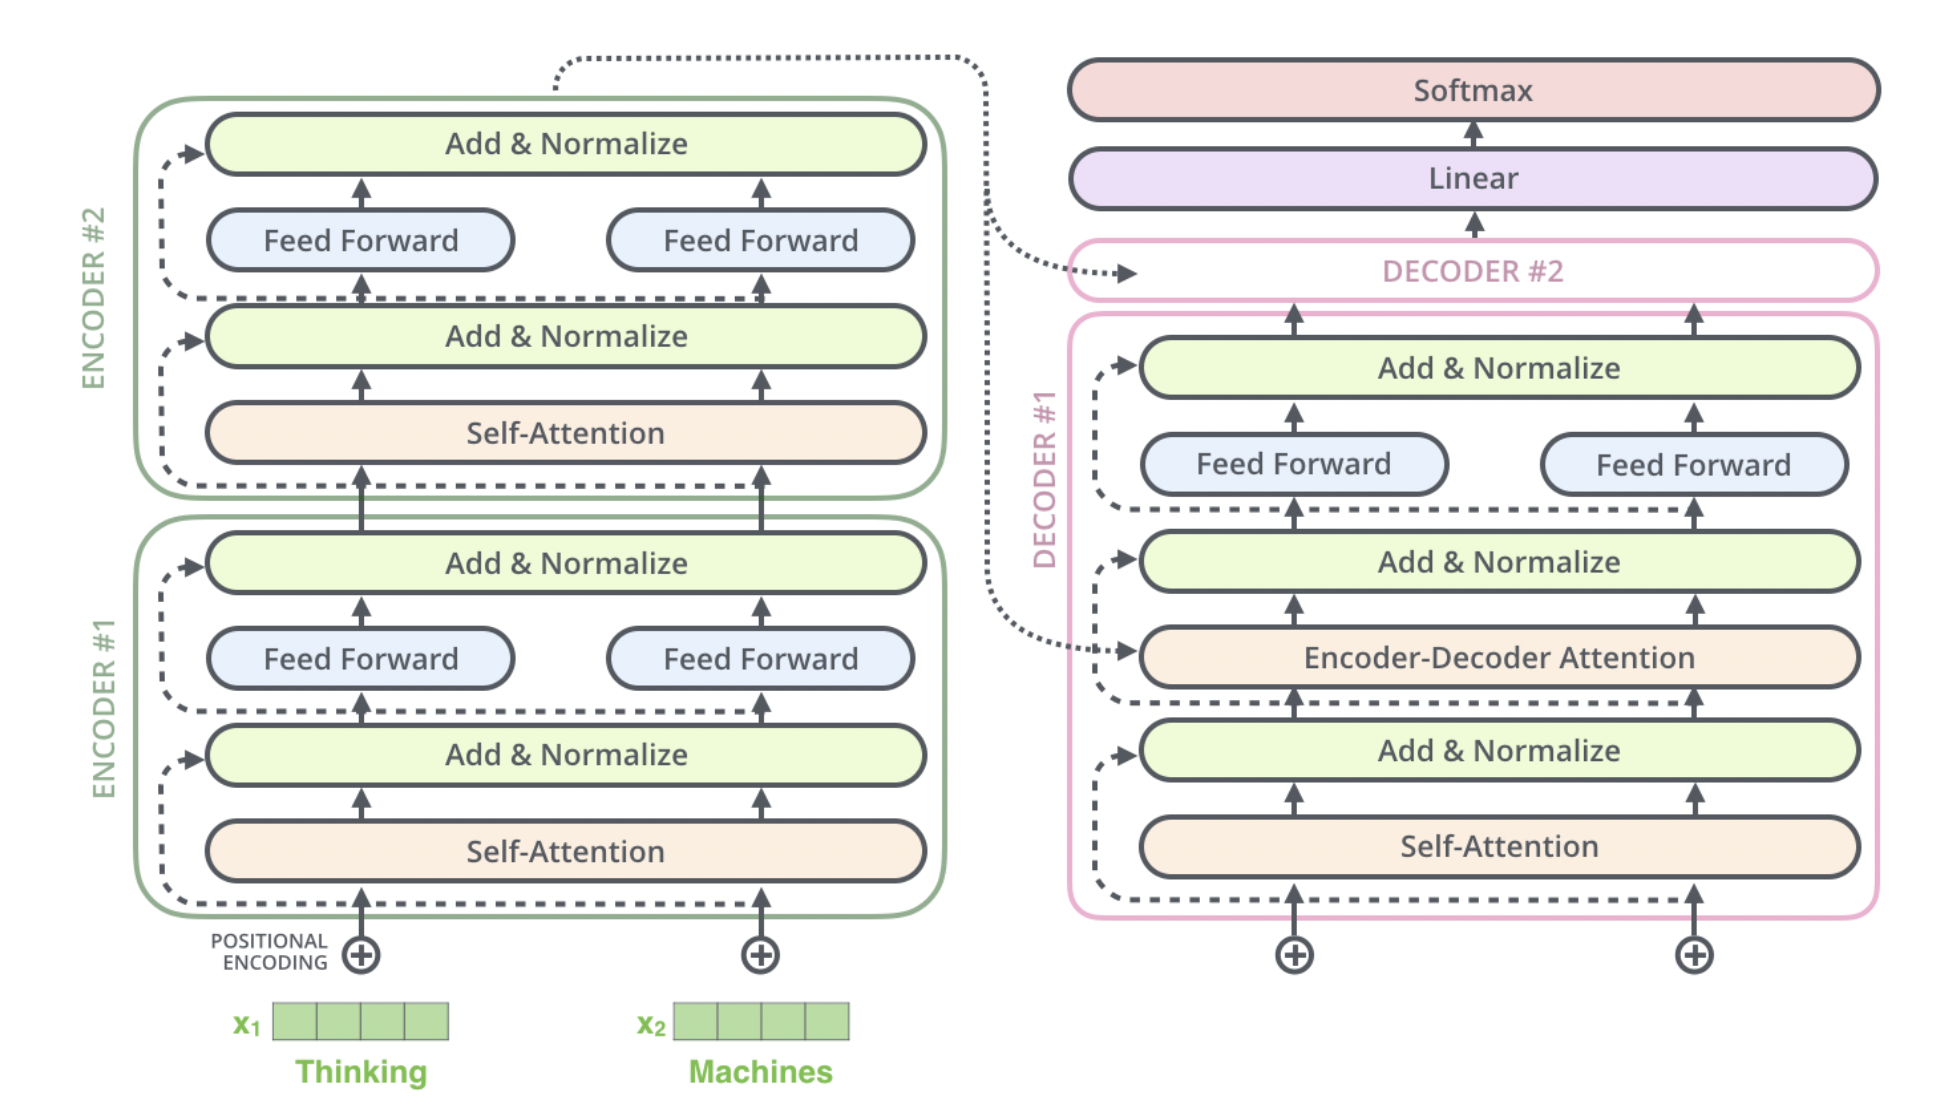 ENCODER #2
Add & Normalize
Feed Forward
Feed Forward
Add & Normalize
Self-Attention
ENCODER #1
Add & Normalize
Feed Forward
Feed Forward
Add & Normalize
Self-Attention
POSITIONAL
ENCODING
x1
x2
Thinking
Machines
Softmax
Linear
DECODER #2
DECODER #1
Add & Normalize
Feed Forward
Feed Forward
Add & Normalize
Encoder-Decoder Attention
Add & Normalize
Self-Attention